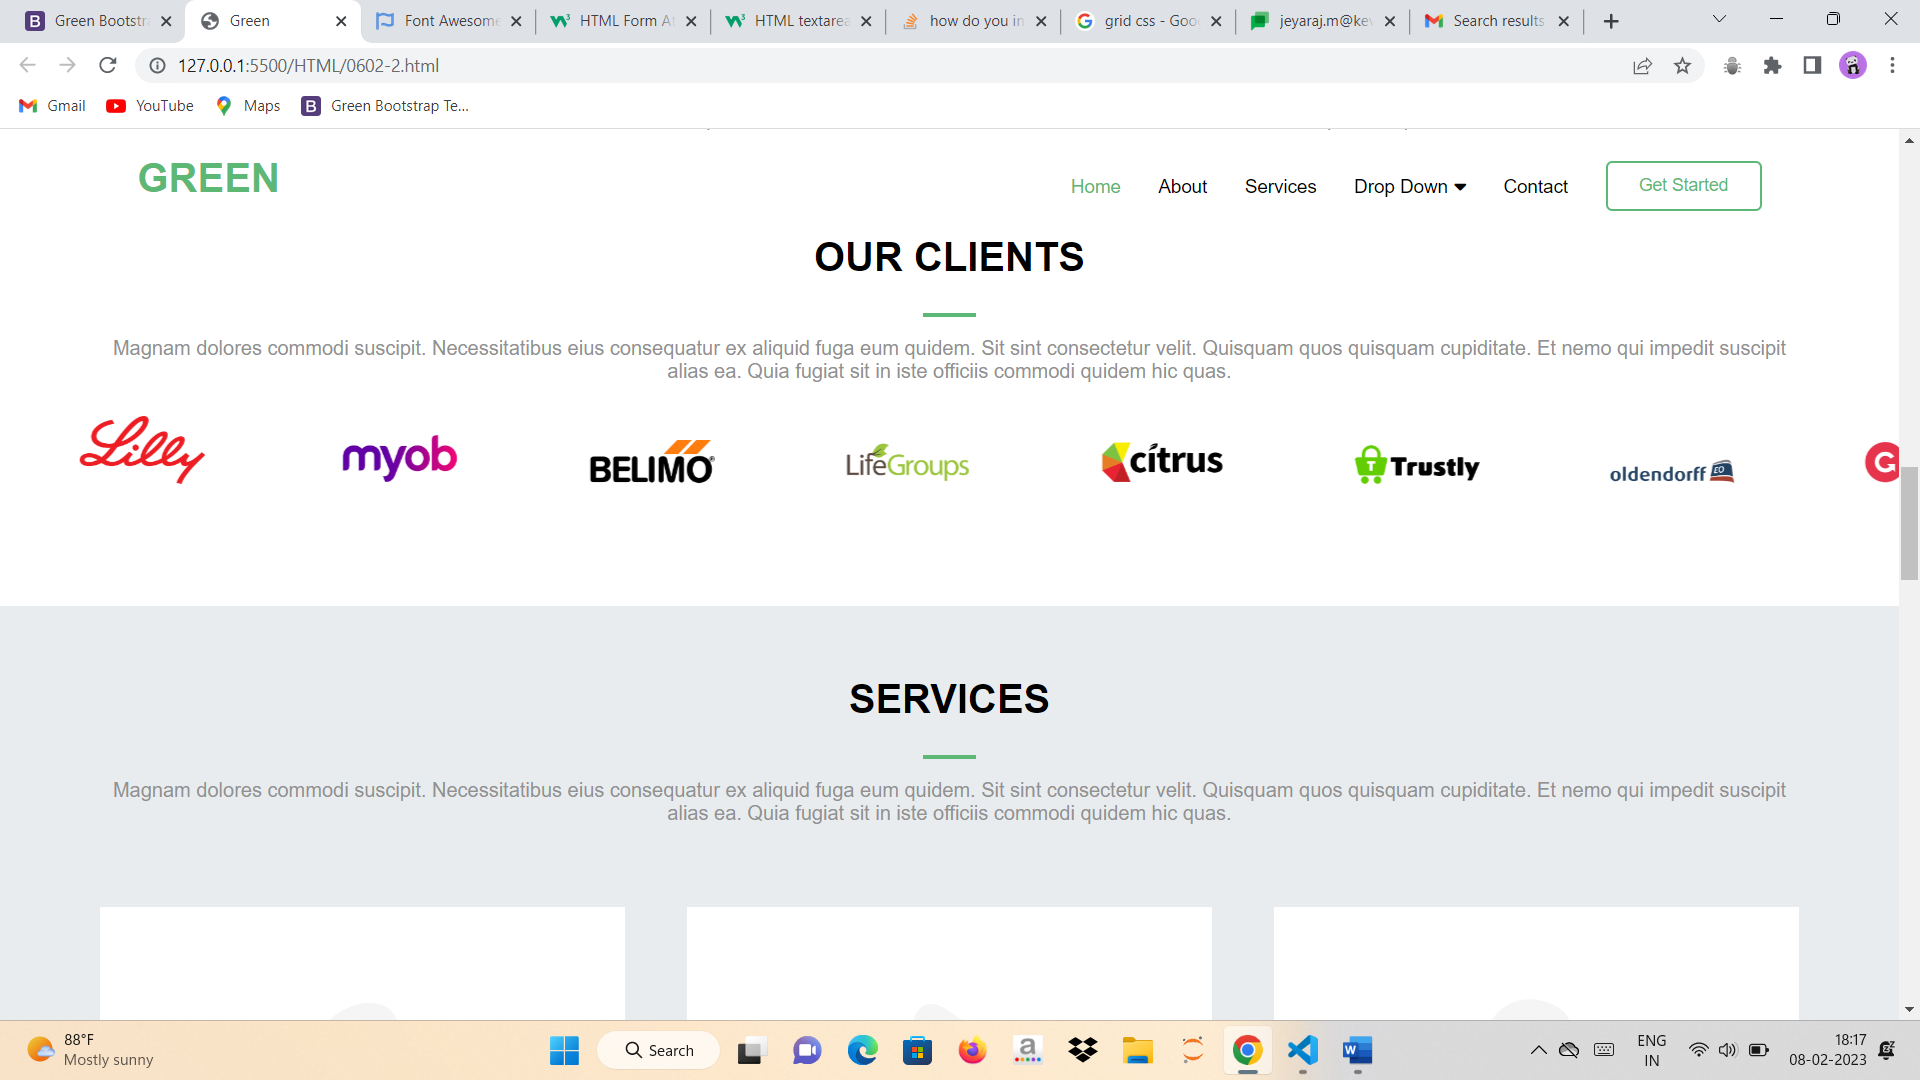 Green Bootstr
Green
Font Awesome
HTML Form At
HTML textarea
how do you in
grid css - Goo
jeyaraj.m@ke
Search results
127.0.0.1:5500/HTML/0602-2.html
Gmail
YouTube
Maps
B
Green Bootstrap Te...
GREEN
Home
About
Services
Drop Down
Contact
Get Started
OUR CLIENTS
Magnam dolores commodi suscipit. Necessitatibus eius consequatur ex aliquid fuga eum quidem. Sit sint consectetur velit. Quisquam quos quisquam cupiditate. Et nemo qui impedit suscipit
alias ea. Quia fugiat sit in iste officiis commodi quidem hic quas.
Lilly
myob
BELIMO®
LifeGroups
citrus
T Trustly
oldendorff EO
G
SERVICES
Magnam dolores commodi suscipit. Necessitatibus eius consequatur ex aliquid fuga eum quidem. Sit sint consectetur velit. Quisquam quos quisquam cupiditate. Et nemo qui impedit suscipit
alias ea. Quia fugiat sit in iste officiis commodi quidem hic quas.
88°F
Mostly sunny
Search
ENG
IN
18:17
08-02-2023